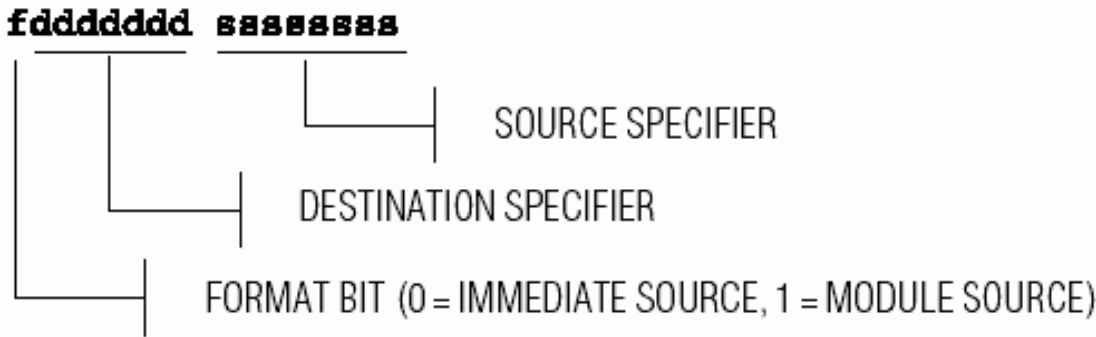 fddddddd ssssssss
SOURCE SPECIFIER
DESTINATION SPECIFIER
FORMAT BIT (0 = IMMEDIATE SOURCE, 1 = MODULE SOURCE)